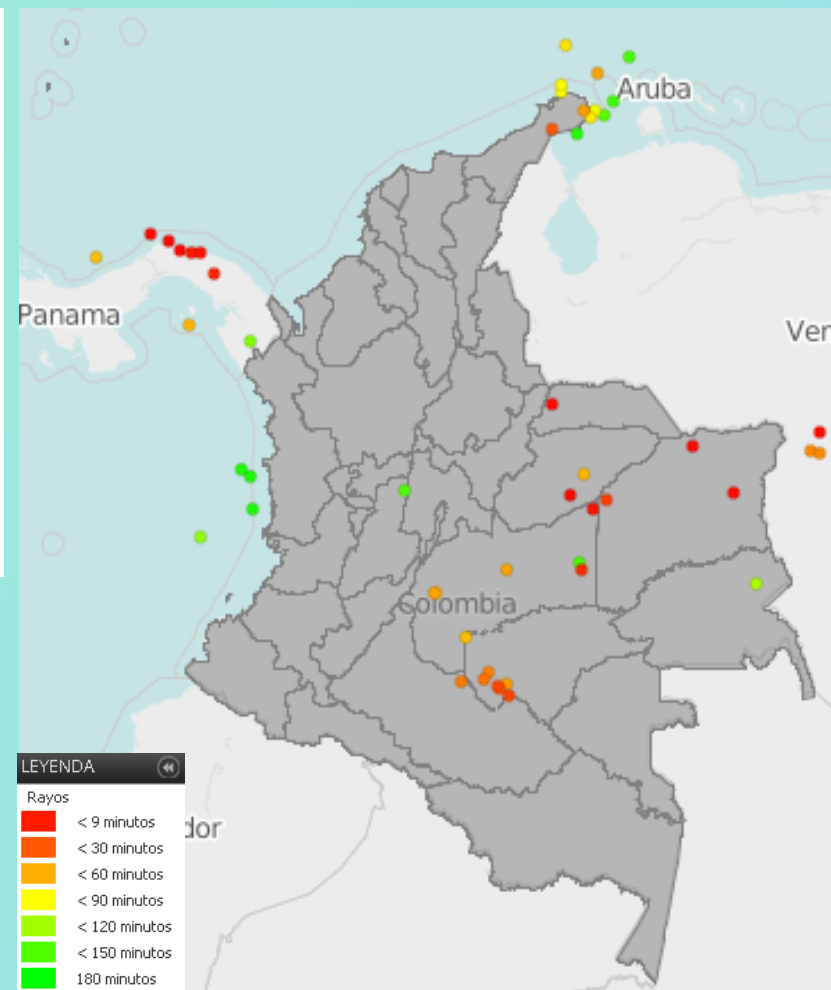 Aruba
Panama
Ver
Colombia
LEYENDA
Rayos
dor
< 9 minutos
< 30 minutos
< 60 minutos
< 90 minutos
< 120 minutos
< 150 minutos
180 minutos